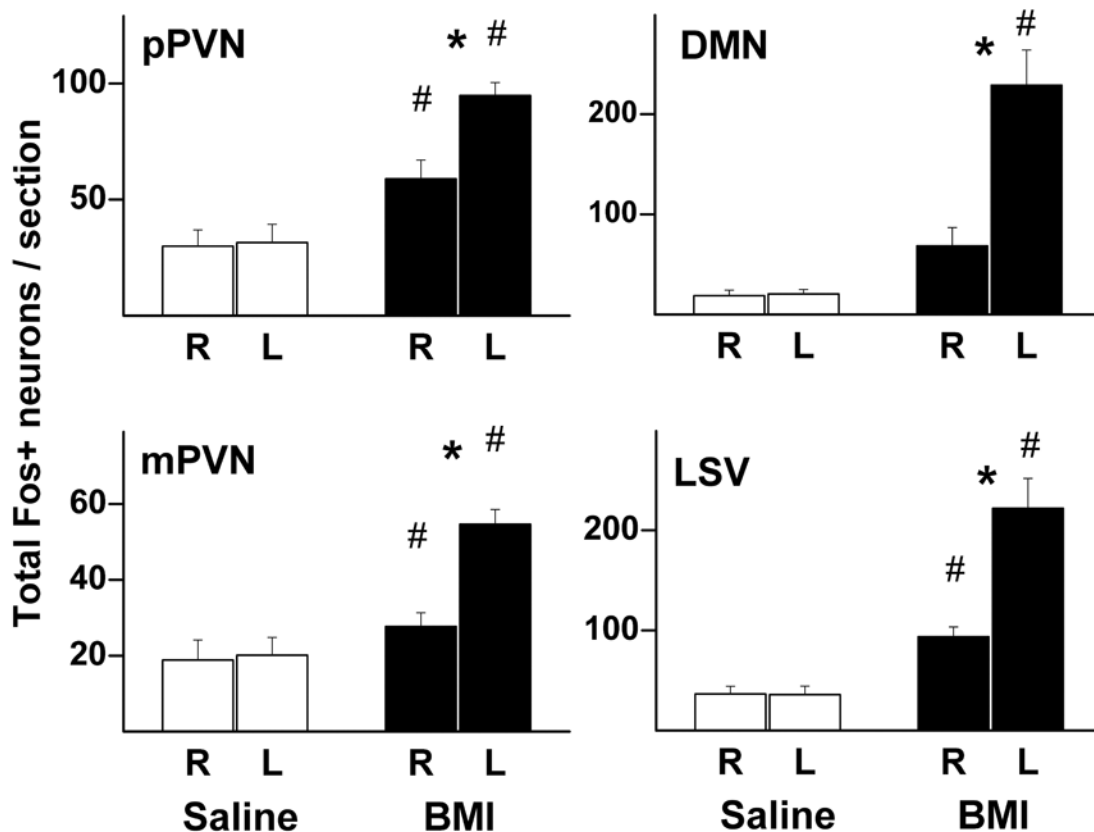 Total Fos+ neurons / section
pPVN
* #
#
100
50
R L R L
DMN
#
*
200
100
R L R L
mPVN
#
*
#
60
40
20
R L R L
Saline BMI
LSV
#
*
#
200
100
R L R L
Saline BMI